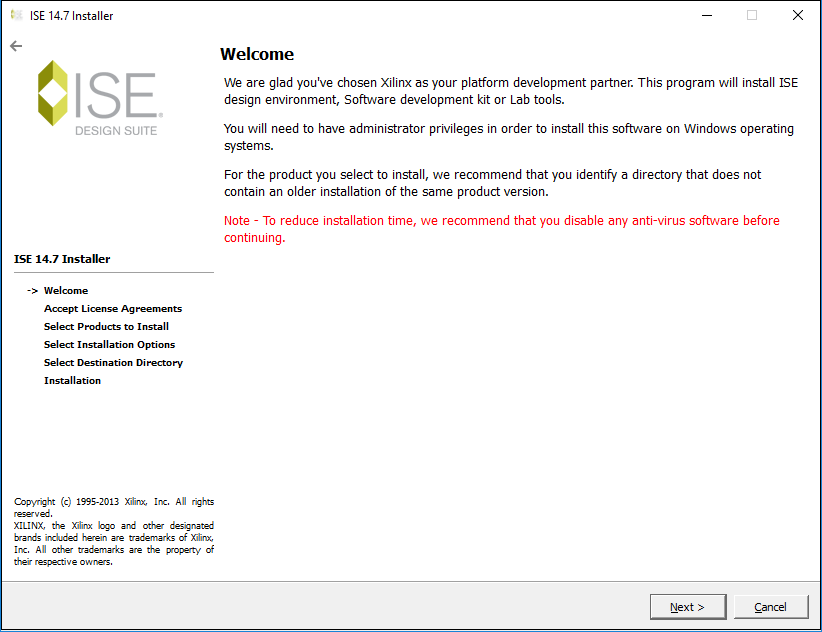 ISE 14.7 Installer
ISE
DESIGN SUITE
ISE 14.7 Installer
-> Welcome
Accept License Agreements
Select Products to Install
Select Installation Options
Select Destination Directory
Installation
Copyright (c) 1995-2013 Xilinx, Inc. All rights
reserved.
XILINX, the Xilinx logo and other designated
brands included herein are trademarks of Xilinx,
Inc. All other trademarks are the property of
their respective owners.
Welcome
We are glad you've chosen Xilinx as your platform development partner. This program will install ISE
design environment, Software development kit or Lab tools.
You will need to have administrator privileges in order to install this software on Windows operating
systems.
For the product you select to install, we recommend that you identify a directory that does not
contain an older installation of the same product version.
Note - To reduce installation time, we recommend that you disable any anti-virus software before
continuing.
Next >
Cancel